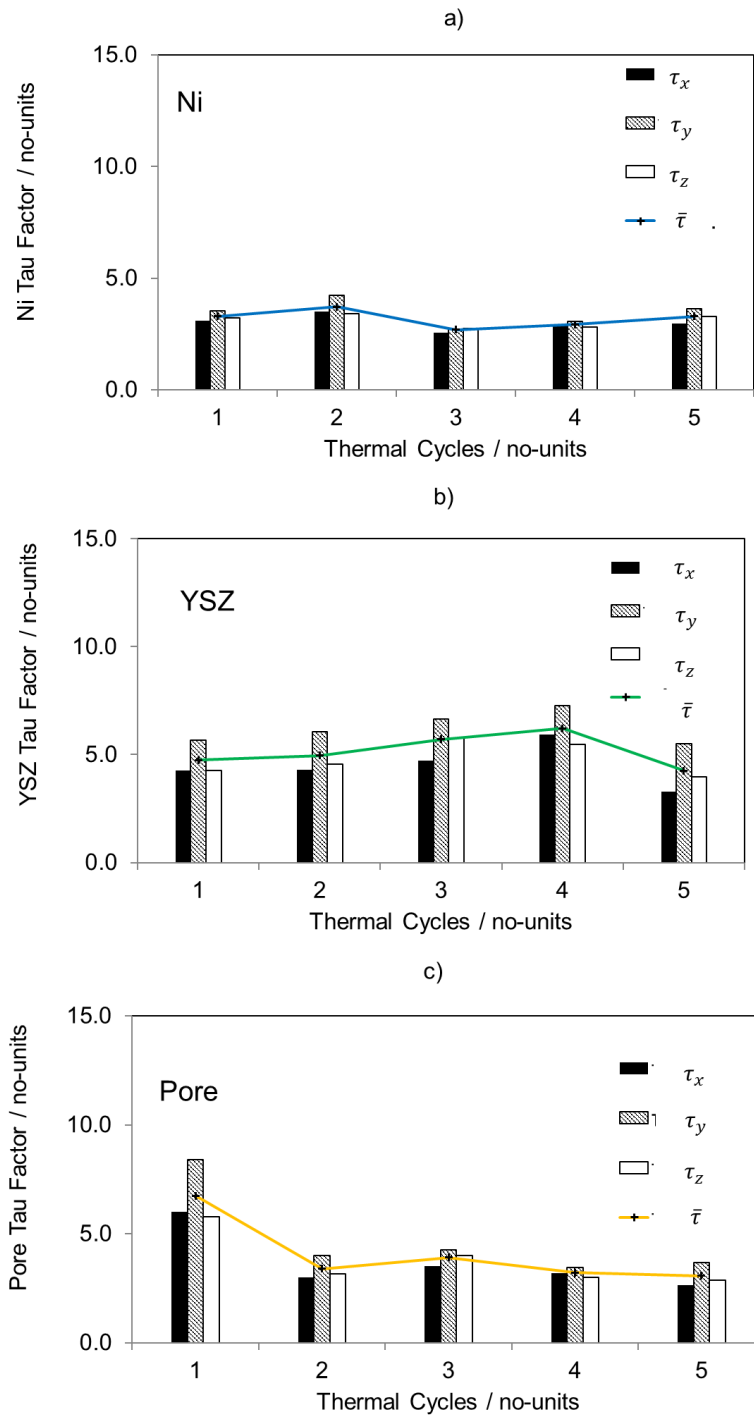 a)
Ni Tau Factor / no-units
15.0
10.0
5.0
0.0
Ni
τx
τy
τz
τ̄
1 2 3 4 5
Thermal Cycles / no-units
b)
YSZ Tau Factor / no-units
15.0
10.0
5.0
0.0
YSZ
τx
τy
τz
τ̄
1 2 3 4 5
Thermal Cycles / no-units
c)
Pore Tau Factor / no-units
15.0
10.0
5.0
0.0
Pore
τx
τy
τz
τ̄
1 2 3 4 5
Thermal Cycles / no-units